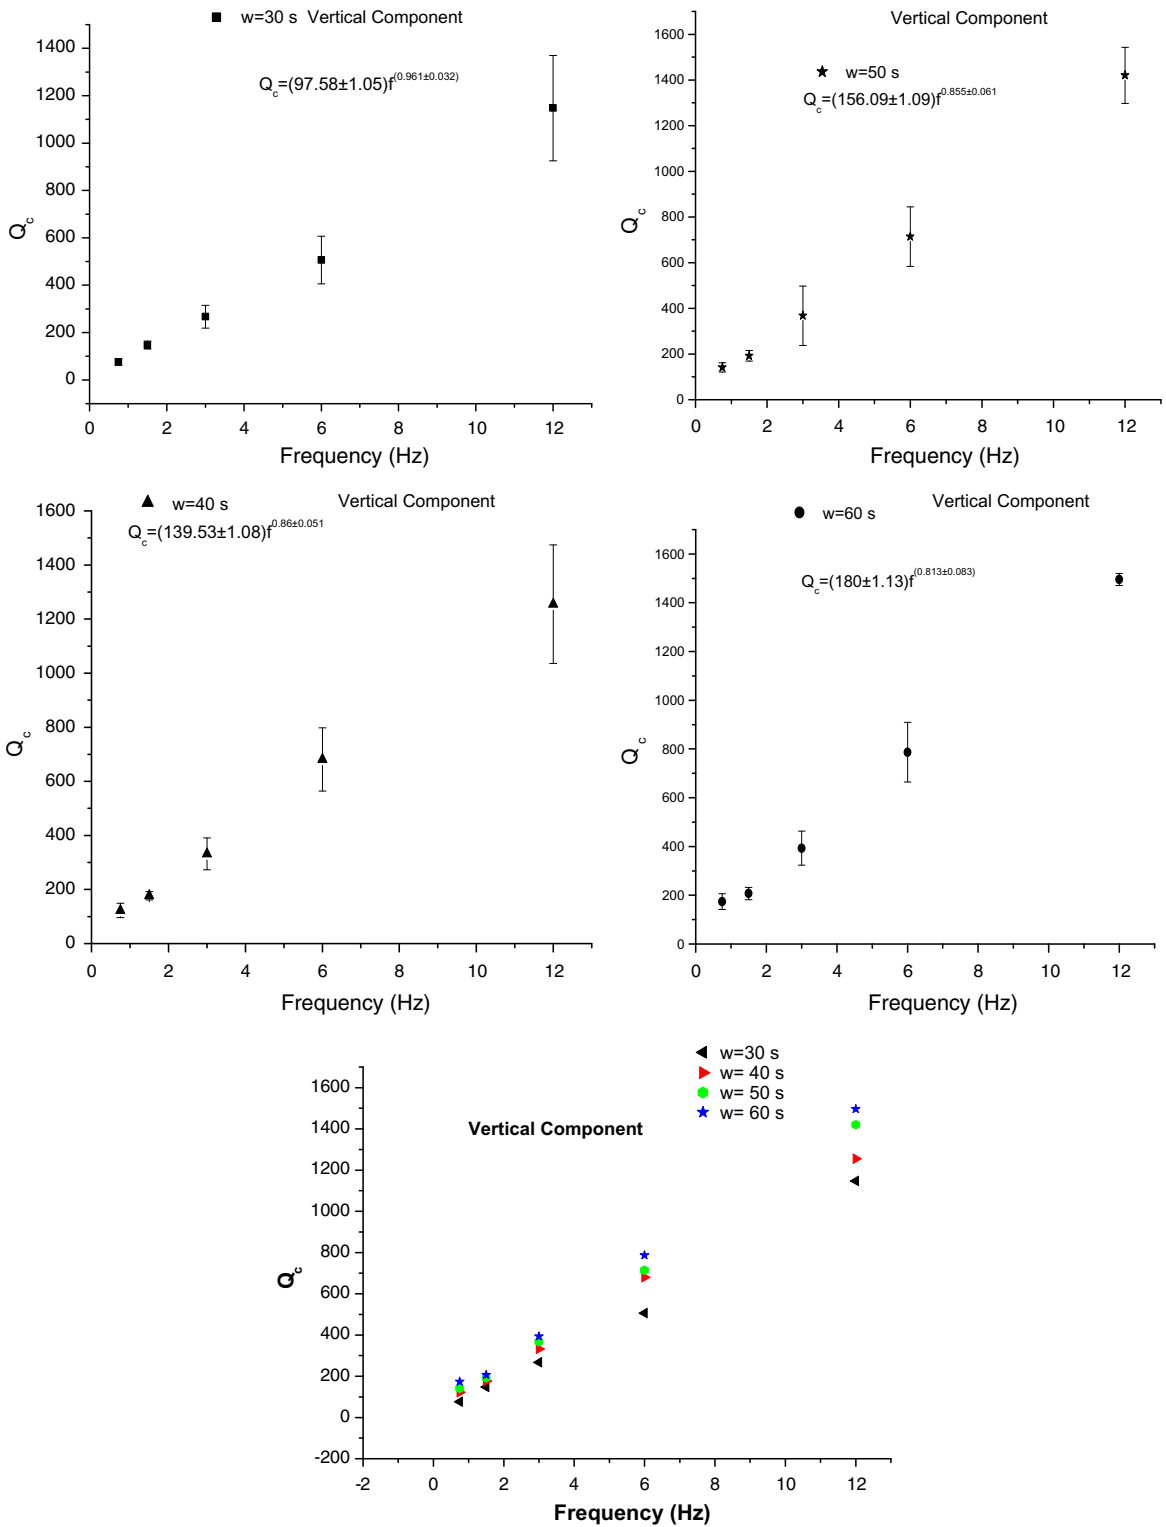 w=30 s Vertical Component
Qc=(97.58±1.05)f(0.961±0.032)
1400
1200
1000
800
600
400
200
0
Qc
0 2 4 6 8 10 12
Frequency (Hz)
Vertical Component
w=50 s
Qc=(156.09±1.09)f0.855±0.061
1600
1400
1200
1000
800
600
400
200
0
Qc
0 2 4 6 8 10 12
Frequency (Hz)
w=40 s Vertical Component
Qc=(139.53±1.08)f0.86±0.051
1600
1400
1200
1000
800
600
400
200
0
Qc
0 2 4 6 8 10 12
Frequency (Hz)
Vertical Component
w=60 s
Qc=(180±1.13)f(0.813±0.083)
1600
1400
1200
1000
800
600
400
200
0
Qc
0 2 4 6 8 10 12
Frequency (Hz)
w=30 s
w= 40 s
w= 50 s
w= 60 s
Vertical Component
1600
1400
1200
1000
800
600
400
200
0
-200
Qc
-2 0 2 4 6 8 10 12
Frequency (Hz)